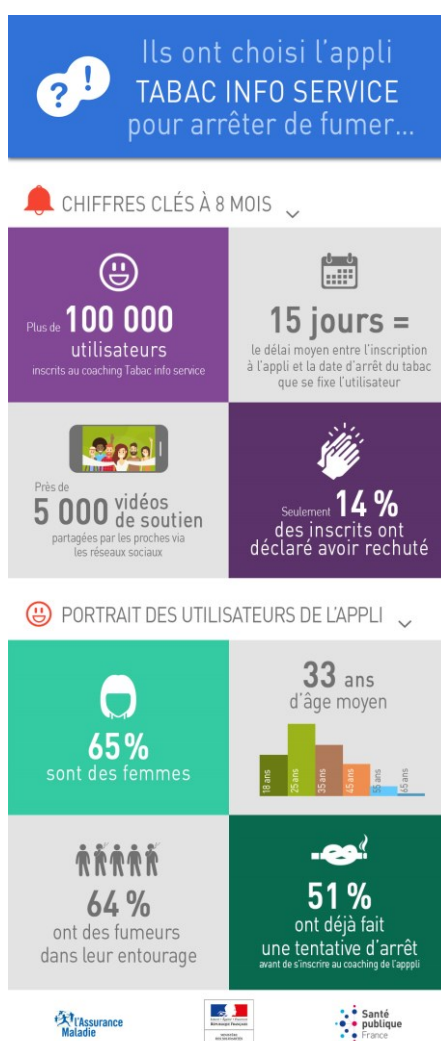 Ils ont choisi l'appli
TABAC INFO SERVICE
pour arrêter de fumer...
CHIFFRES CLÉS À 8 MOIS
Plus de 100 000
utilisateurs
inscrits au coaching Tabac info service
15 jours =
le délai moyen entre l'inscription
à l'appli et la date d'arrêt du tabac
que se fixe l'utilisateur
Près de
5 000 vidéos
de soutien
partagées par les proches via
les réseaux sociaux
Seulement 14 %
des inscrits ont
déclaré avoir rechuté
PORTRAIT DES UTILISATEURS DE L'APPLI
65%
sont des femmes
33 ans
d'âge moyen
18 ans
25 ans
35 ans
45 ans
55 ans
65 ans
64 %
ont des fumeurs
dans leur entourage
51 %
ont déjà fait
une tentative d'arrêt
avant de s'inscrire au coaching de l'apppli
l'Assurance
Maladie
Santé
publique
France